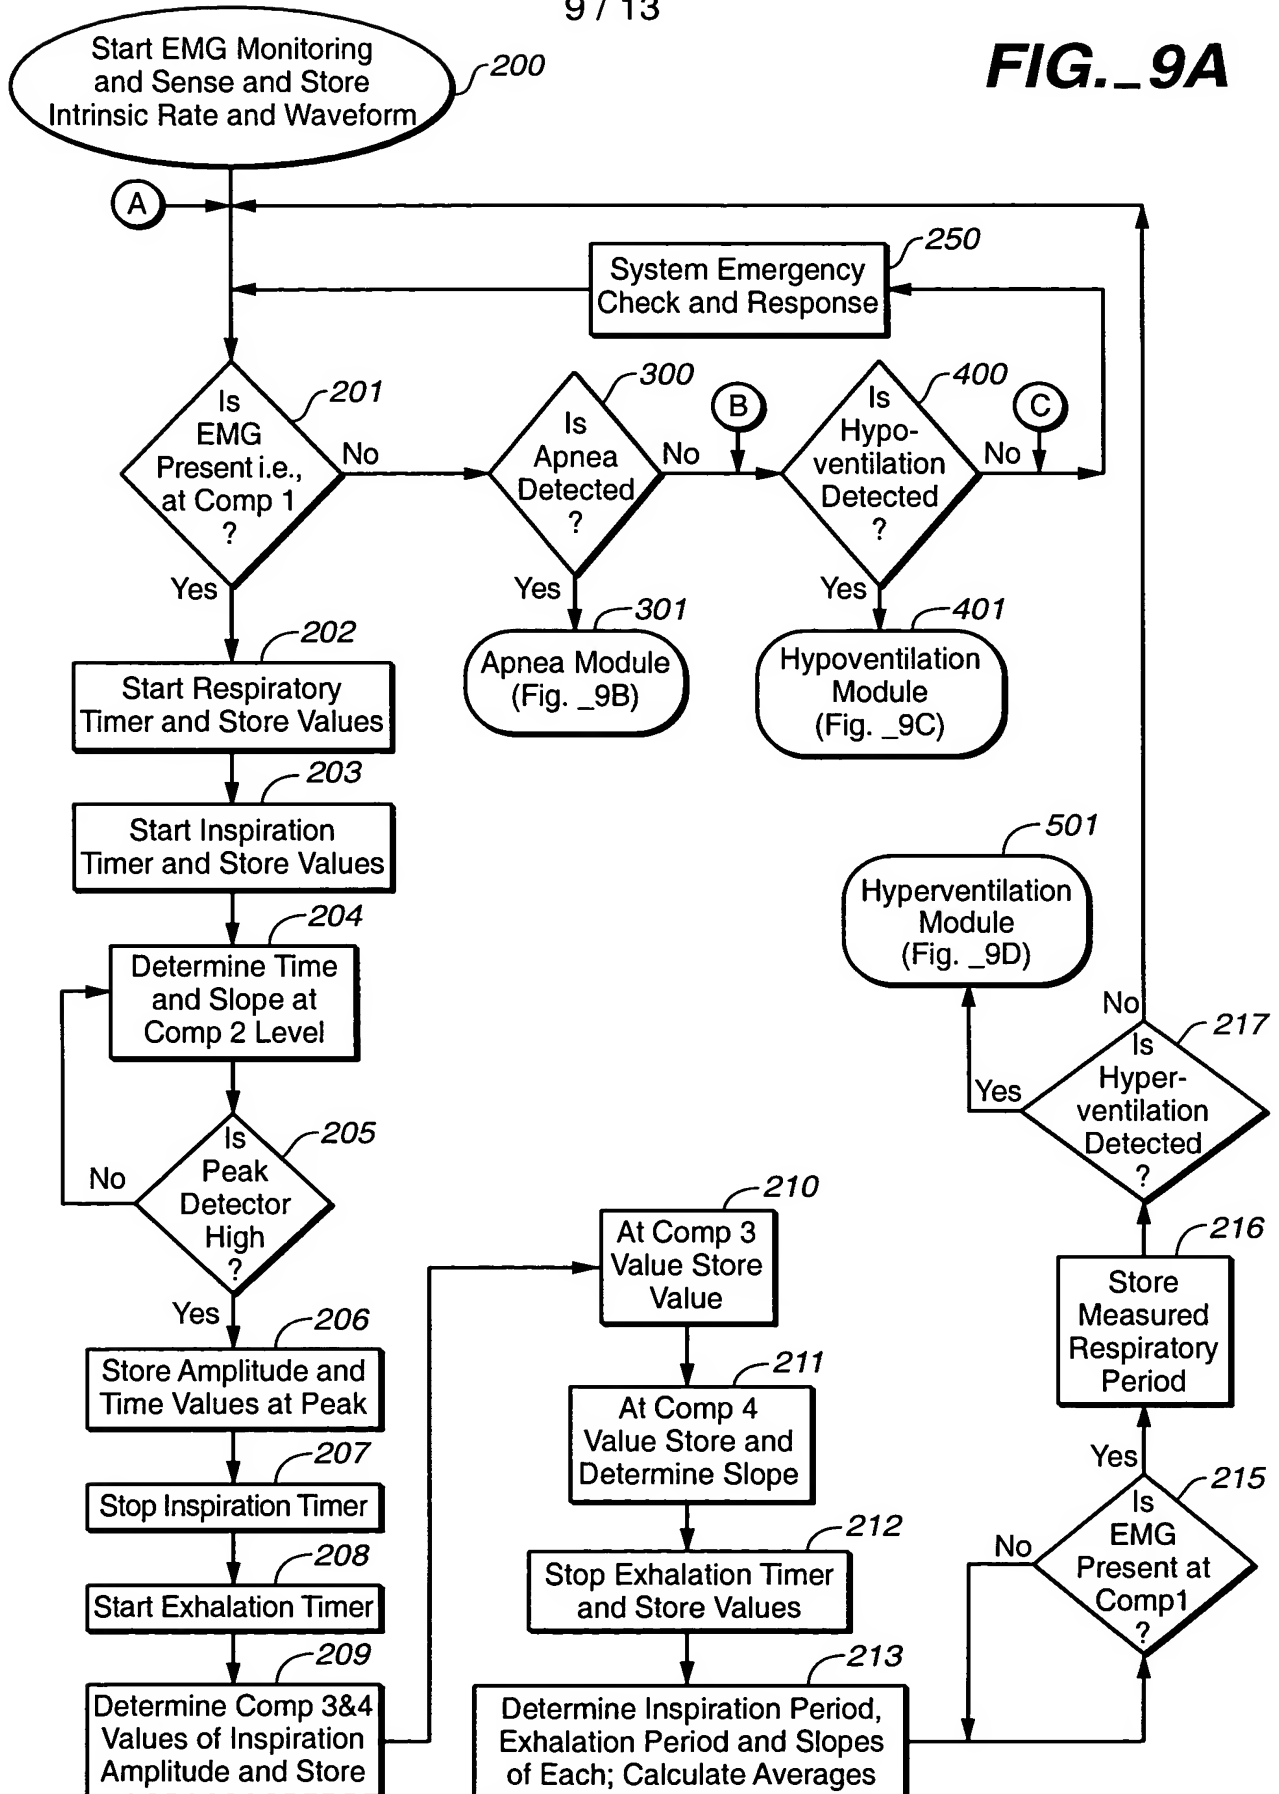 9 / 13
FIG._9A
Start EMG Monitoring
and Sense and Store
Intrinsic Rate and Waveform
200
A
System Emergency
Check and Response
250
Is
EMG
Present i.e.,
at Comp 1
?
201
No
Yes
Is
Apnea
Detected
?
300
No
Yes
B
Is
Hypo-
ventilation
Detected
?
400
No
Yes
C
Apnea Module
(Fig. _9B)
301
Hypoventilation
Module
(Fig. _9C)
401
Start Respiratory
Timer and Store Values
202
Start Inspiration
Timer and Store Values
203
Determine Time
and Slope at
Comp 2 Level
204
Is
Peak
Detector
High
?
205
No
Yes
Store Amplitude and
Time Values at Peak
206
Stop Inspiration Timer
207
Start Exhalation Timer
208
Determine Comp 3&4
Values of Inspiration
Amplitude and Store
209
At Comp 3
Value Store
Value
210
At Comp 4
Value Store and
Determine Slope
211
Stop Exhalation Timer
and Store Values
212
Determine Inspiration Period,
Exhalation Period and Slopes
of Each; Calculate Averages
213
Is
EMG
Present at
Comp1
?
215
No
Yes
Store
Measured
Respiratory
Period
216
Is
Hyper-
ventilation
Detected
?
217
No
Yes
Hyperventilation
Module
(Fig. _9D)
501